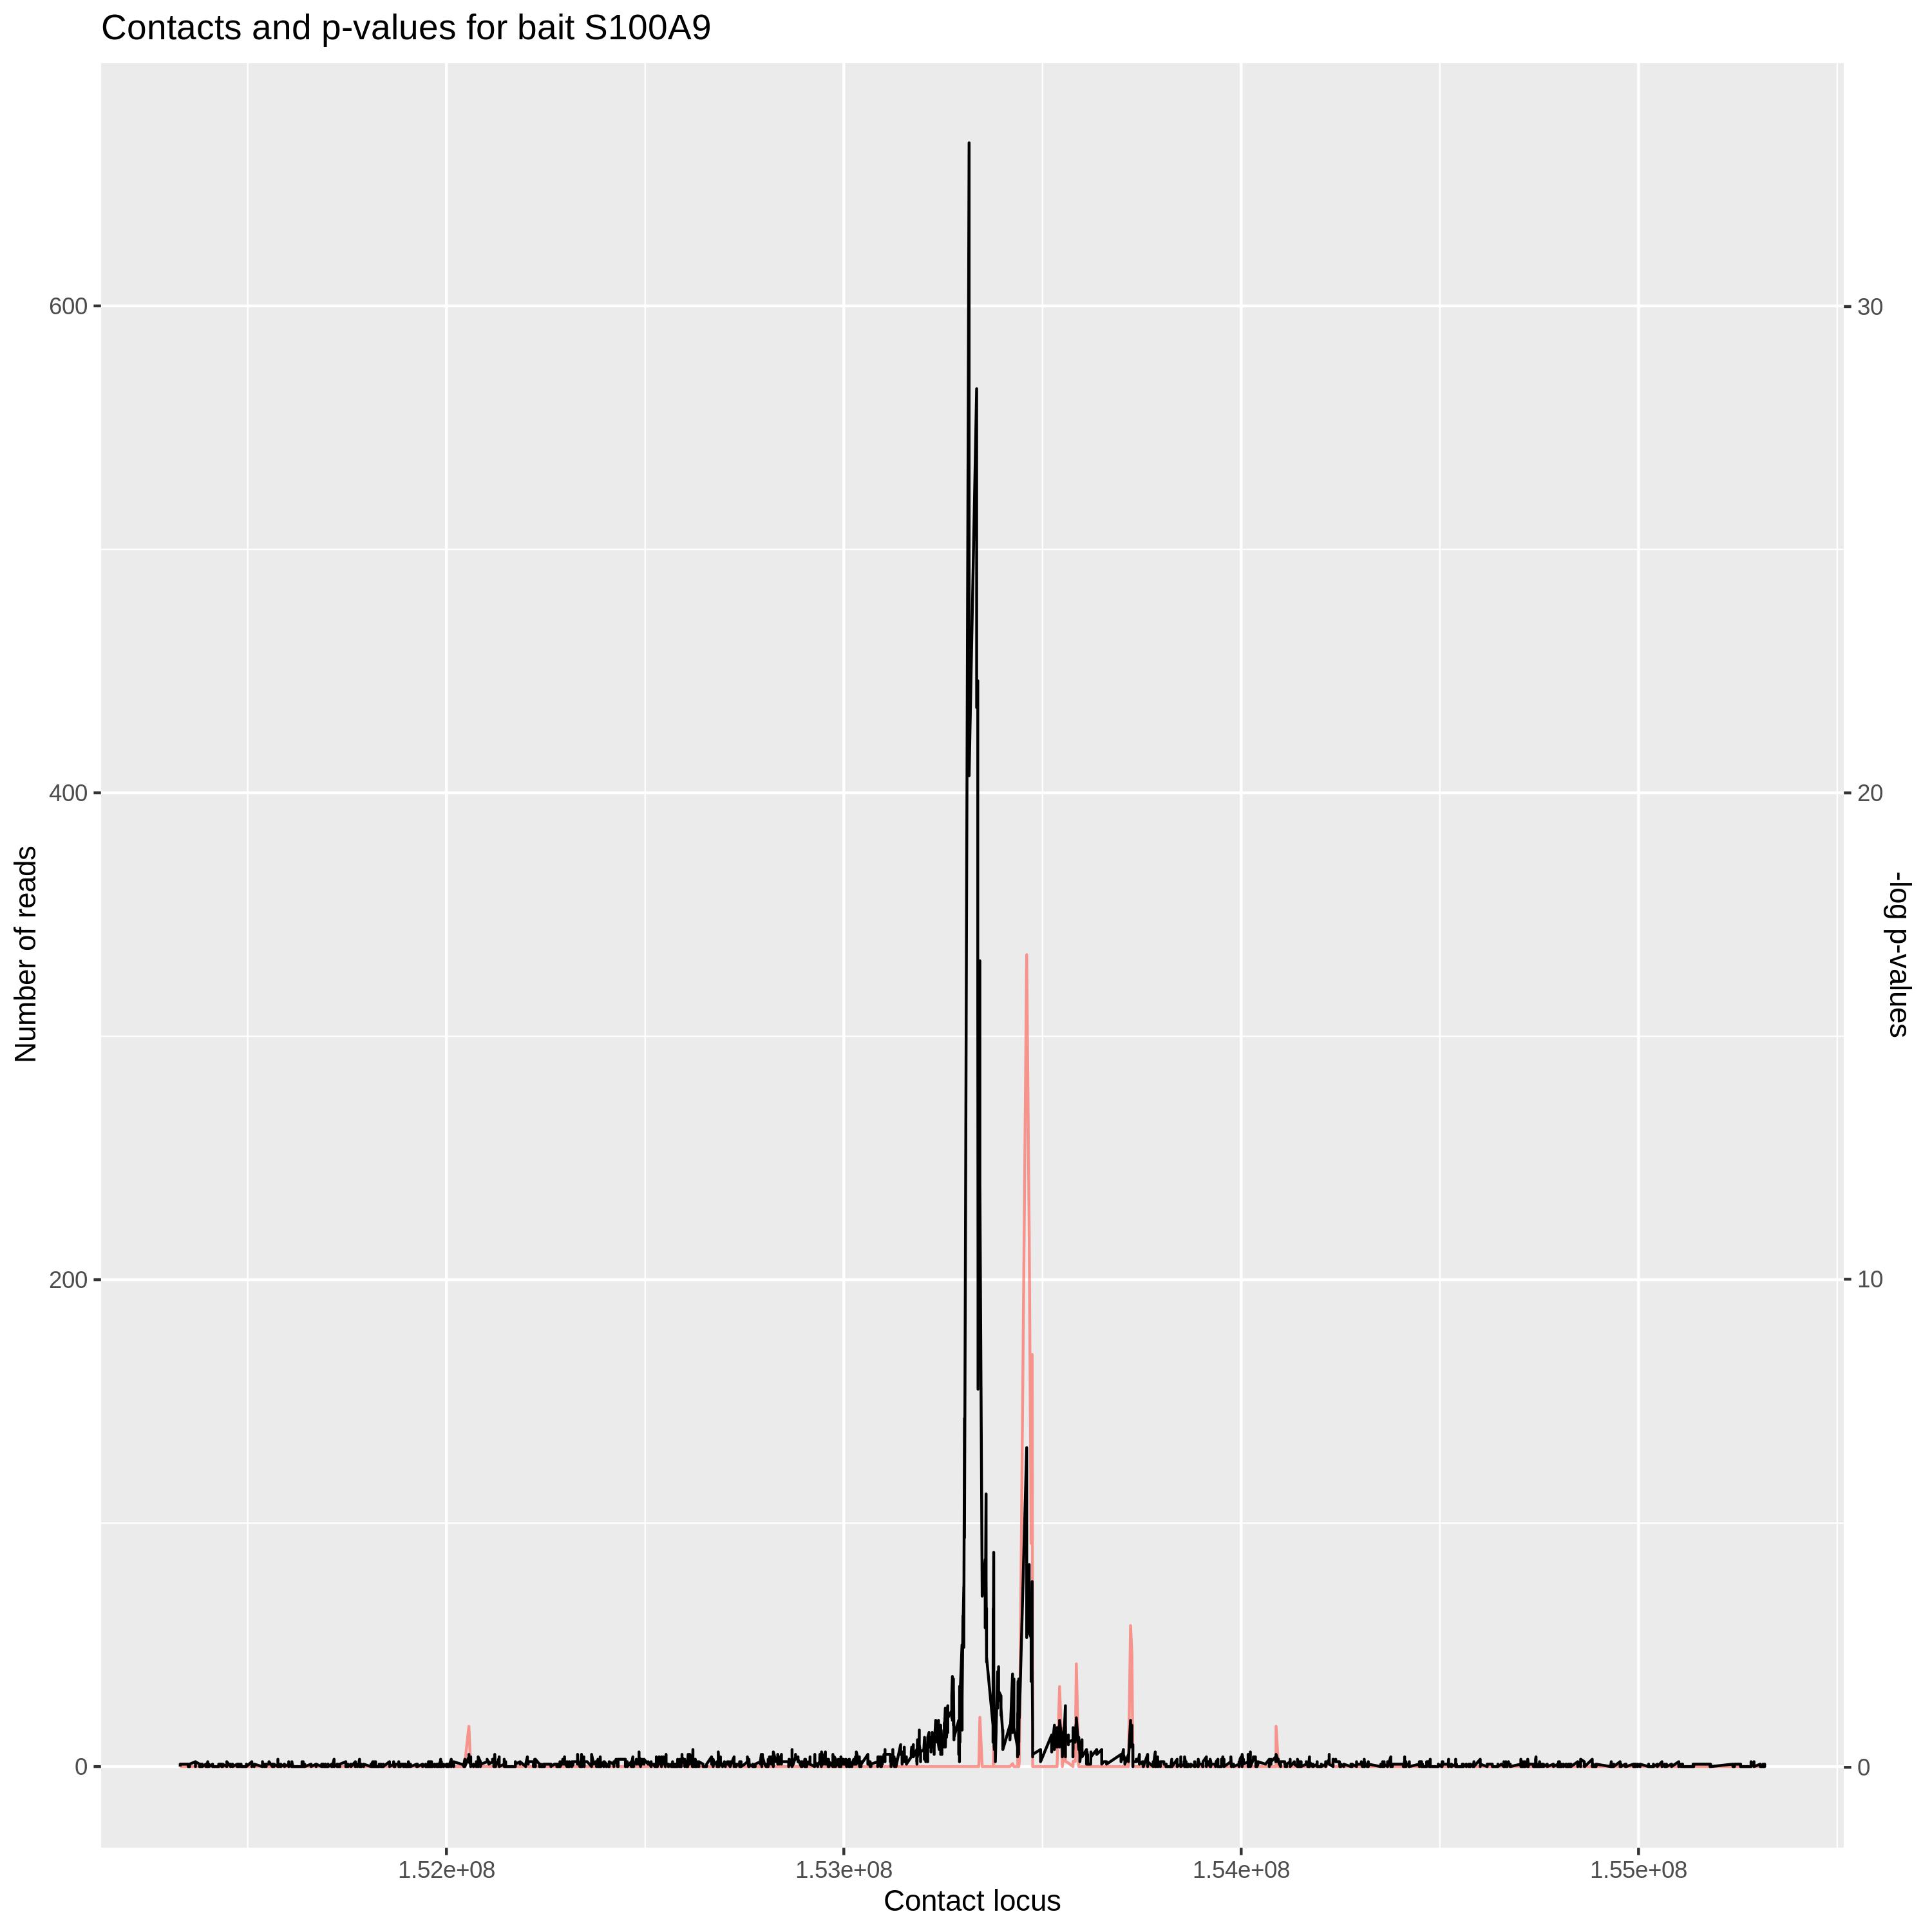 Contacts and p-values for bait S100A9
600
400
200
0
Number of reads
30
20
10
0
-log p-values
1.52e+08
1.53e+08
1.54e+08
1.55e+08
Contact locus